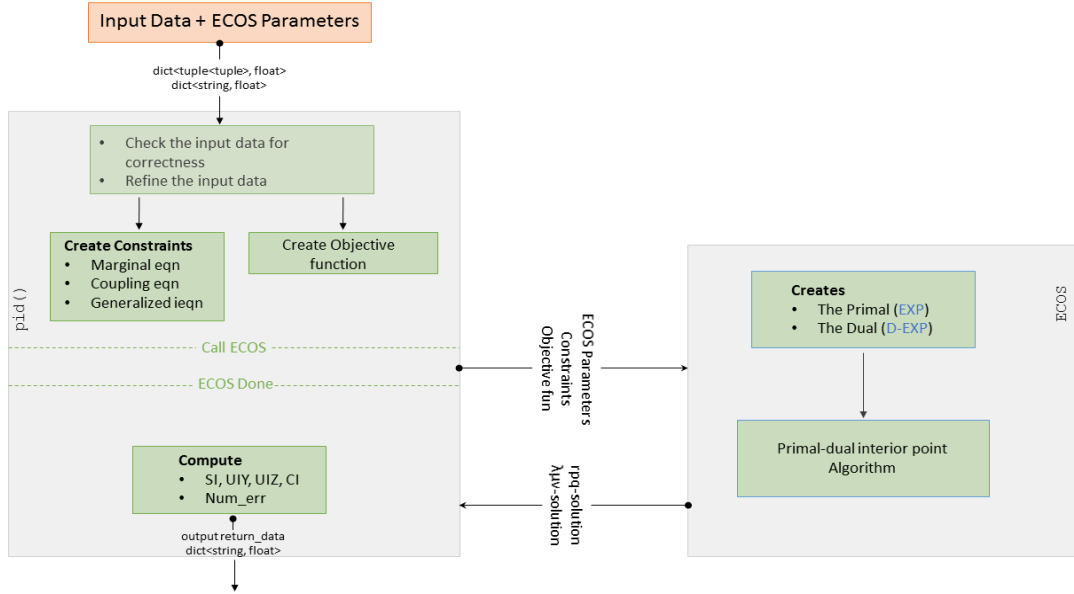 Input Data + ECOS Parameters
dict<tuple<tuple>, float>
dict<string, float>
• Check the input data for
correctness
• Refine the input data
Create Constraints
• Marginal eqn
• Coupling eqn
• Generalized ieqn
Create Objective
function
pid()
Call ECOS
ECOS Done
Compute
• SI, UIY, UIZ, CI
• Num_err
output return_data
dict<string, float>
ECOS Parameters
Constraints
Objective fun
rpq-solution
λμν-solution
Creates
• The Primal (EXP)
• The Dual (D-EXP)
ECOS
Primal-dual interior point
Algorithm